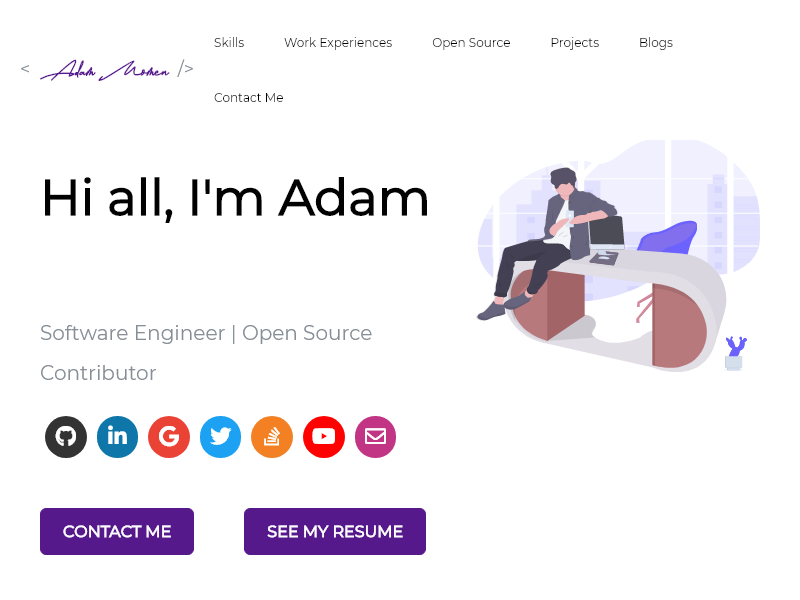 < Adam Momen />
Skills
Work Experiences
Open Source
Projects
Blogs
Contact Me
Hi all, I'm Adam
Software Engineer | Open Source
Contributor
CONTACT ME
SEE MY RESUME